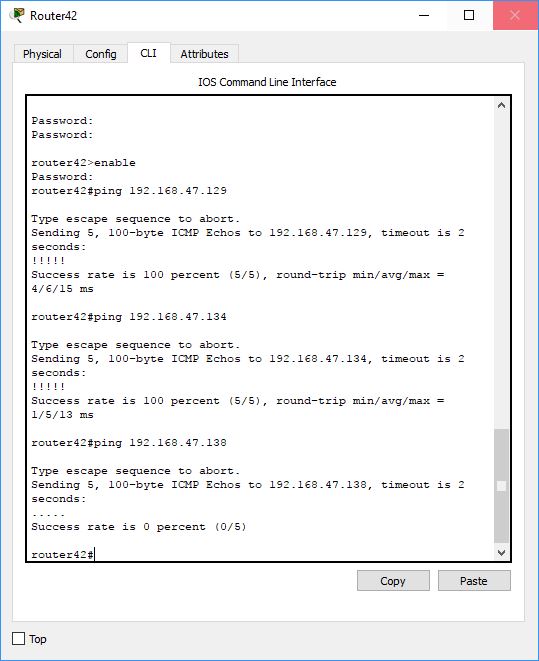 Router42
Physical Config CLI Attributes
IOS Command Line Interface
Password:
Password:
router42>enable
Password:
router42#ping 192.168.47.129
Type escape sequence to abort.
Sending 5, 100-byte ICMP Echos to 192.168.47.129, timeout is 2
seconds:
!!!!!
Success rate is 100 percent (5/5), round-trip min/avg/max =
4/6/15 ms
router42#ping 192.168.47.134
Type escape sequence to abort.
Sending 5, 100-byte ICMP Echos to 192.168.47.134, timeout is 2
seconds:
!!!!!
Success rate is 100 percent (5/5), round-trip min/avg/max =
1/5/13 ms
router42#ping 192.168.47.138
Type escape sequence to abort.
Sending 5, 100-byte ICMP Echos to 192.168.47.138, timeout is 2
seconds:
.....
Success rate is 0 percent (0/5)
router42#
Copy Paste
Top